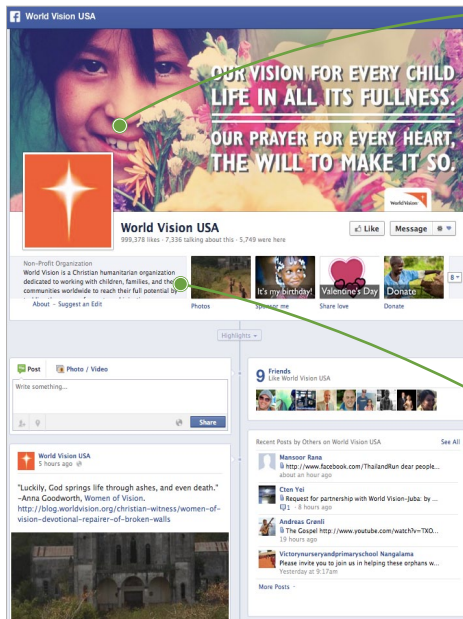 World Vision USA
OUR VISION FOR EVERY CHILD
LIFE IN ALL ITS FULLNESS.
OUR PRAYER FOR EVERY HEART,
THE WILL TO MAKE IT SO.
World Vision
World Vision USA
999,378 likes · 7,336 talking about this · 5,749 were here
Like
Message
Non-Profit Organization
World Vision is a Christian humanitarian organization
dedicated to working with children, families, and their
communities worldwide to reach their full potential by
About - Suggest an Edit
It's my birthday!
Valentine's Day
Donate
8
Photos
Sponsor me
Share love
Donate
Highlights
Post
Photo / Video
Write something...
Share
9 Friends
Like World Vision USA
World Vision USA
5 hours ago
"Luckily, God springs life through ashes, and even death."
~Anna Goodworth, Women of Vision.
http://blog.worldvision.org/christian-witness/women-of-
vision-devotional-repairer-of-broken-walls
Recent Posts by Others on World Vision USA
See All
Mansoor Rana
http://www.facebook.com/ThailandRun dear people...
about an hour ago
Cten Yei
Request for partnership with World Vision-Juba: by ...
1 · 8 hours ago
Andreas Grønli
The Gospel http://www.youtube.com/watch?v=TXO...
19 hours ago
Victorynurseryandprimaryschool Nangalama
Please invite you to join us in helping these orphans w...
Yesterday at 9:17am
More Posts